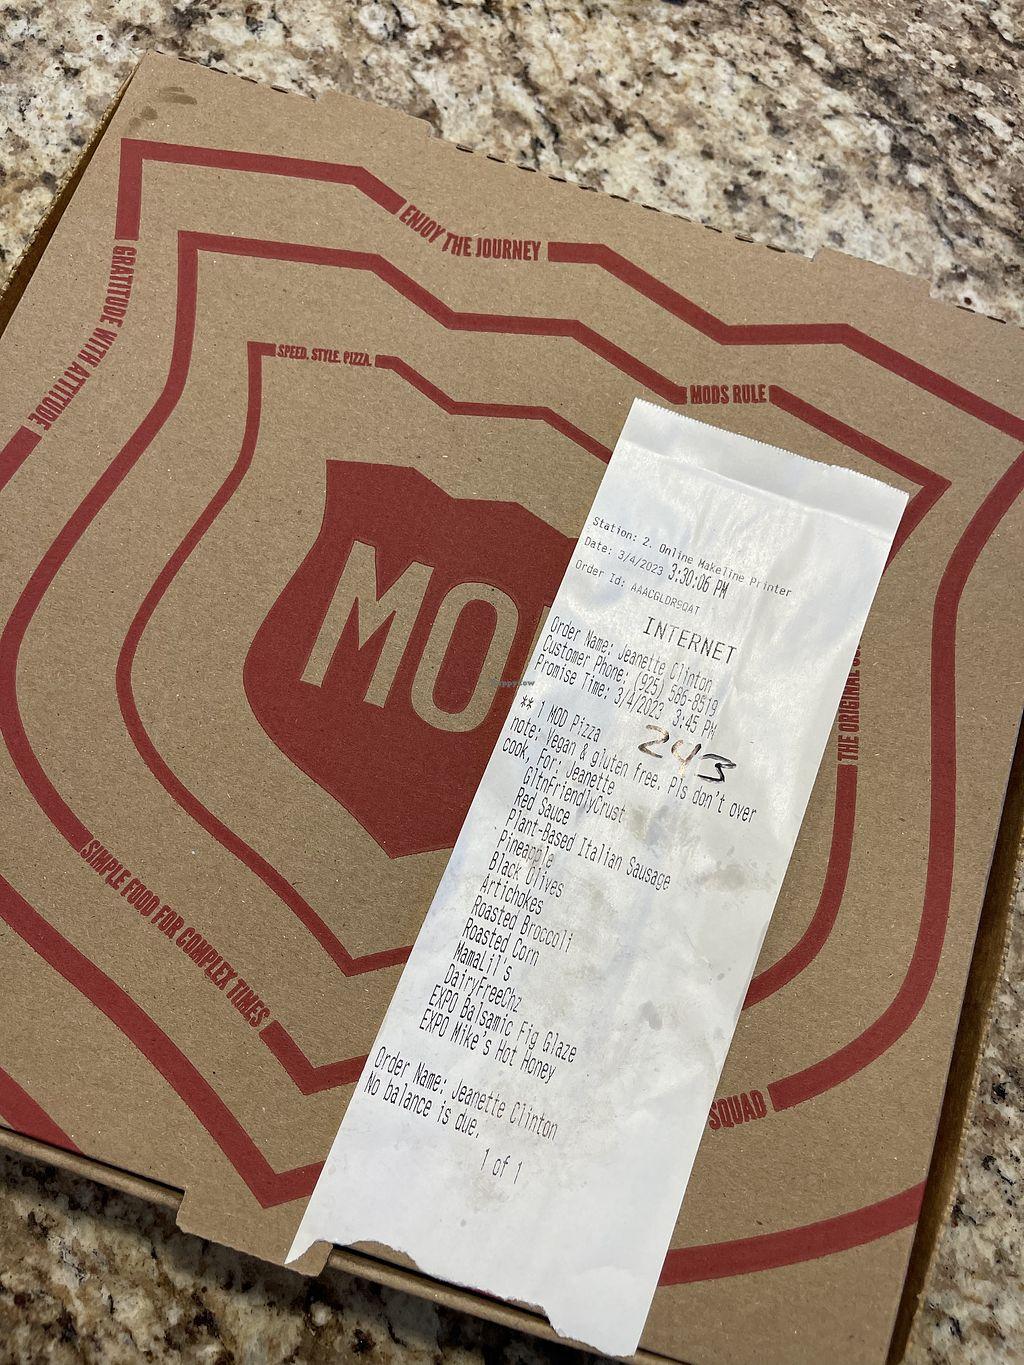 ENJOY THE JOURNEY
GRATITUDE WITH ATTITUDE
SPEED. STYLE. PIZZA.
MODS RULE
MO
THE ORIGINAL
SQUAD
SIMPLE FOOD FOR COMPLEX TIMES
HappyCow
Station: 2. Online Makeline Printer
Date: 3/4/2023 3:30:06 PM
Order Id: AAACGLDR9QAT
INTERNET
Order Name: Jeanette Clinton
Customer Phone: (925) 586-8519
Promise Time: 3/4/2023 3:45 PM
243
** 1 MOD Pizza
note: Vegan & gluten free. Pls don't over
cook, For: Jeanette
GltnFriendlyCrust
Red Sauce
Plant-Based Italian Sausage
Pineapple
Black Olives
Artichokes
Roasted Broccoli
Roasted Corn
MamaLil's
DairyFreeChz
EXPO Balsamic Fig Glaze
EXPO Mike's Hot Honey
Order Name: Jeanette Clinton
No balance is due.
1 of 1